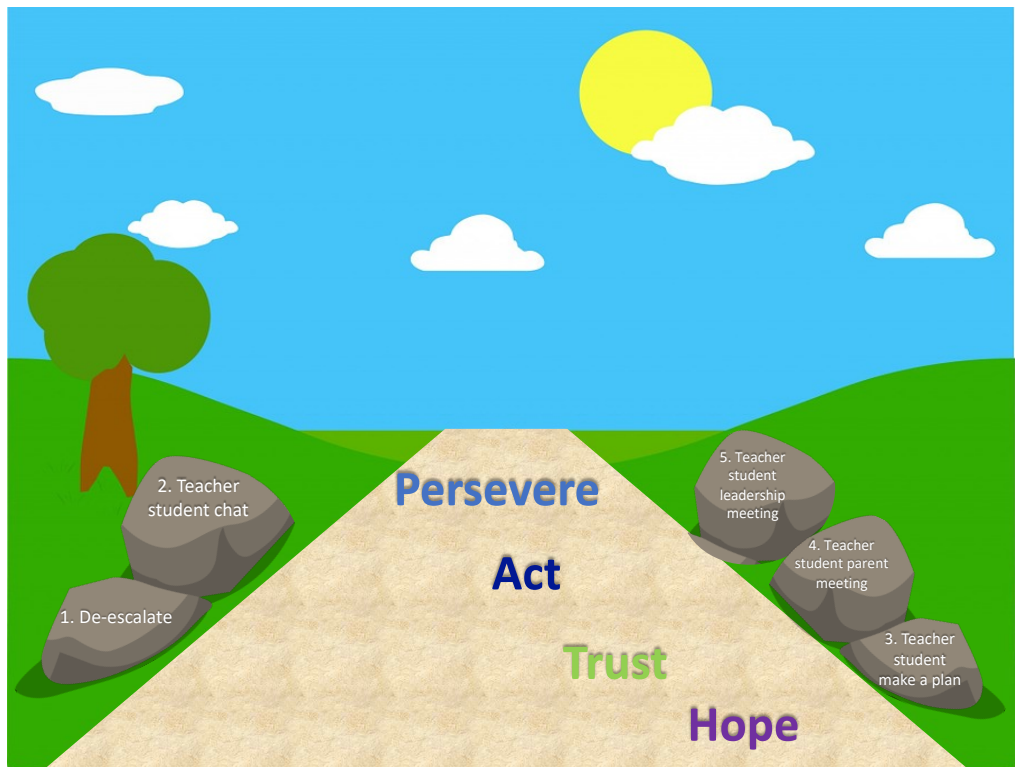 Persevere
Act
Trust
Hope
1. De-escalate
2. Teacher
student chat
3. Teacher
student
make a plan
4. Teacher
student parent
meeting
5. Teacher
student
leadership
meeting